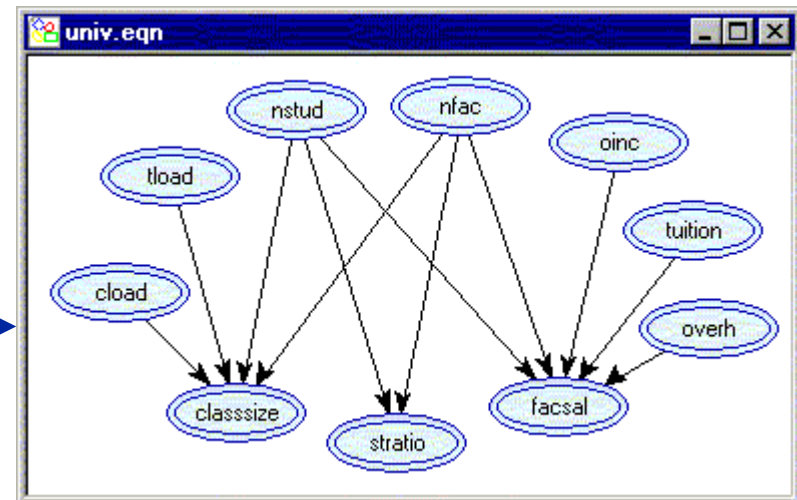 univ.eqn
nstud
nfac
oinc
tload
tuition
cload
overh
classsize
facsal
stratio